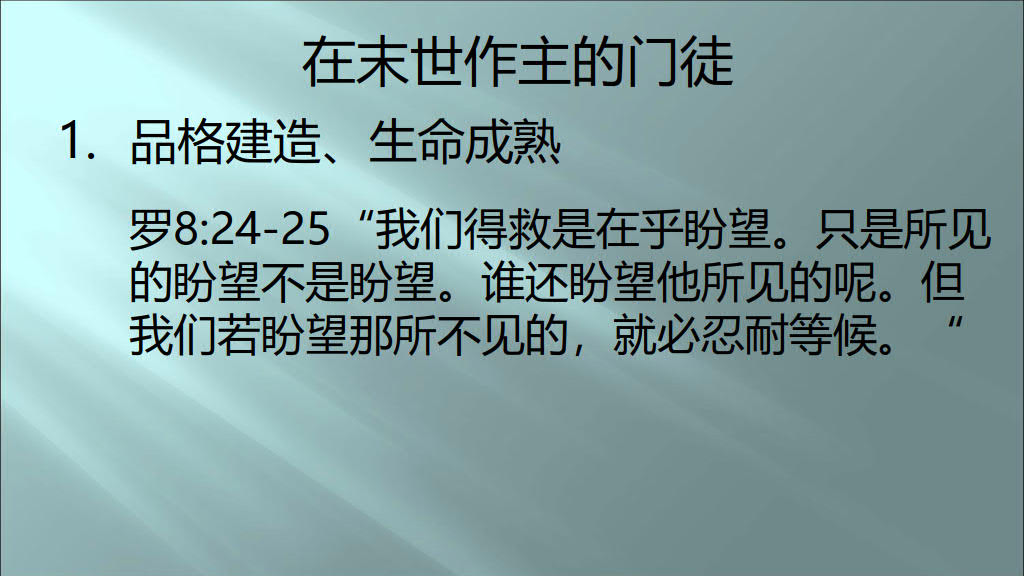 在末世作主的门徒
1. 品格建造、生命成熟
罗8:24-25“我们得救是在乎盼望。只是所见
的盼望不是盼望。谁还盼望他所见的呢。但
我们若盼望那所不见的，就必忍耐等候。 “